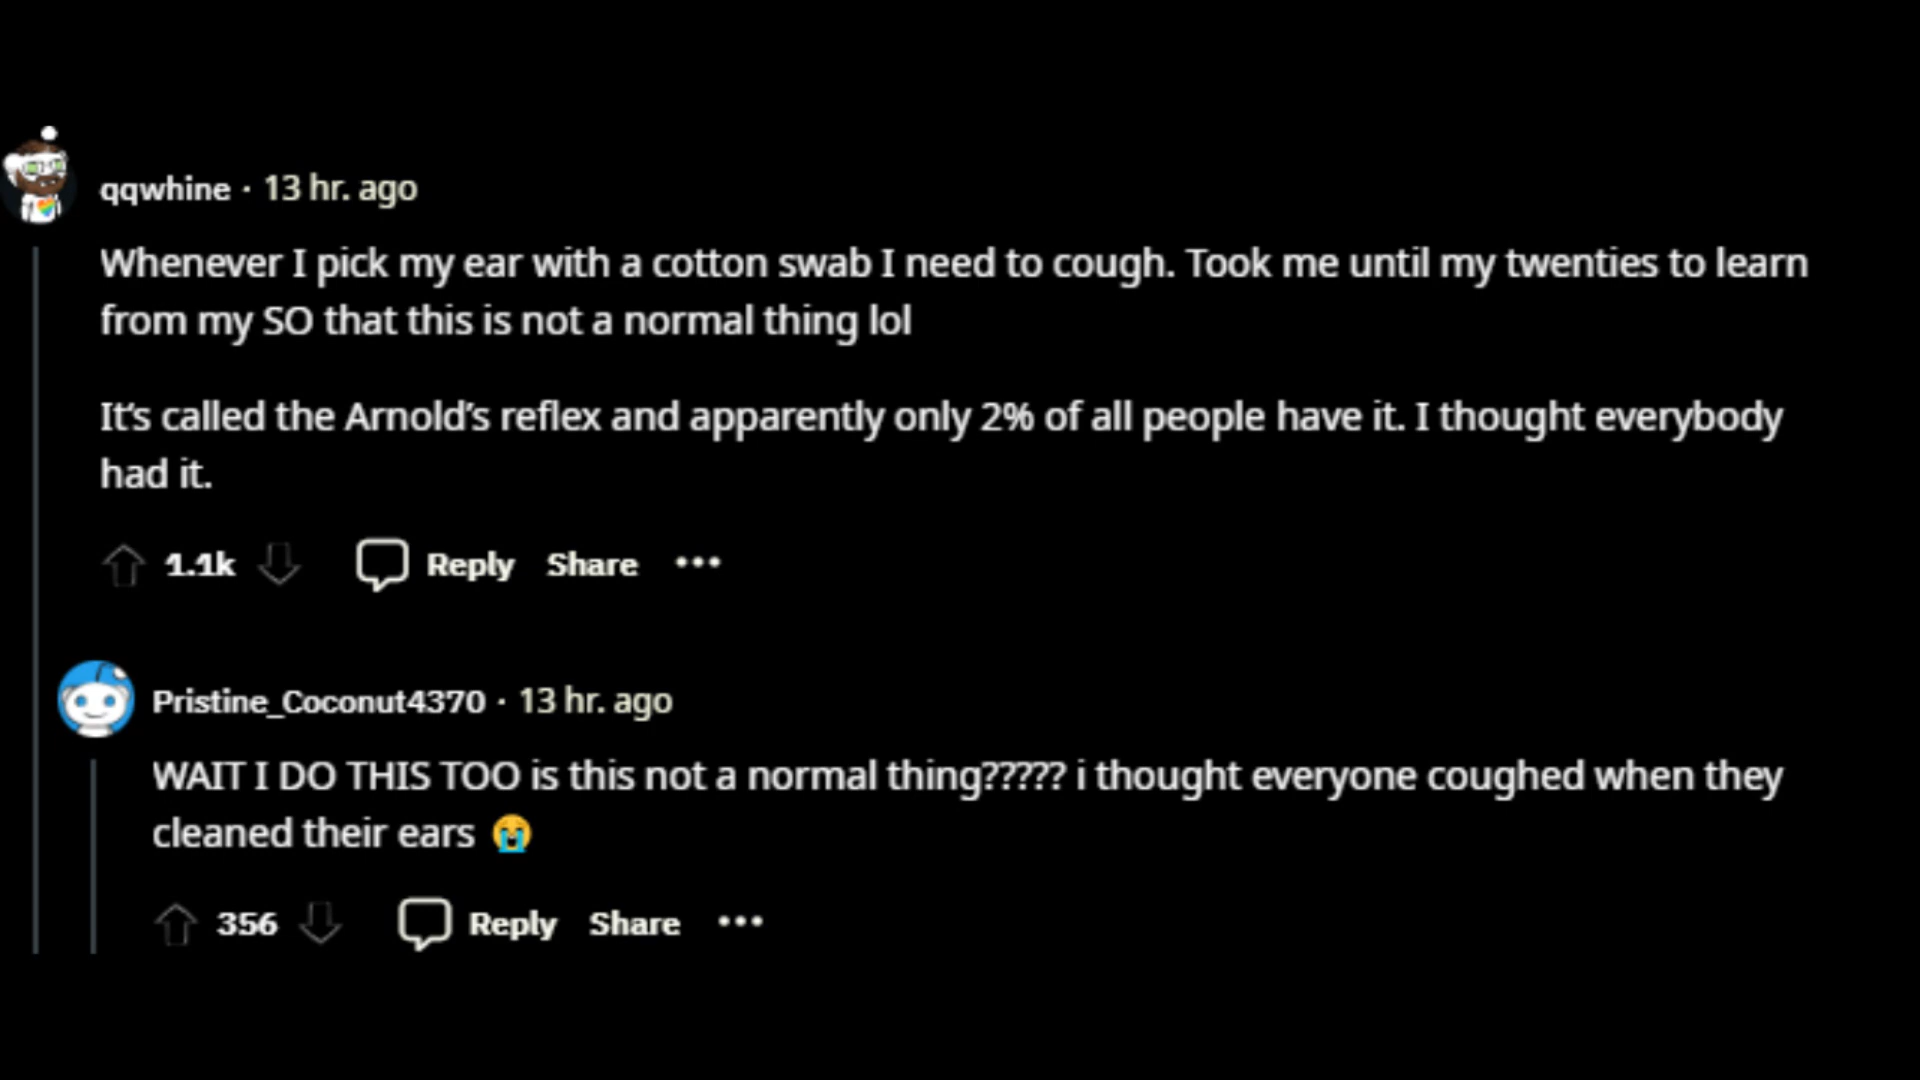 qqwhine · 13 hr. ago
Whenever I pick my ear with a cotton swab I need to cough. Took me until my twenties to learn
from my SO that this is not a normal thing lol
It's called the Arnold's reflex and apparently only 2% of all people have it. I thought everybody
had it.
1.1k Reply Share •••
Pristine_Coconut4370 · 13 hr. ago
WAIT I DO THIS TOO is this not a normal thing????? i thought everyone coughed when they
cleaned their ears 😭
356 Reply Share •••